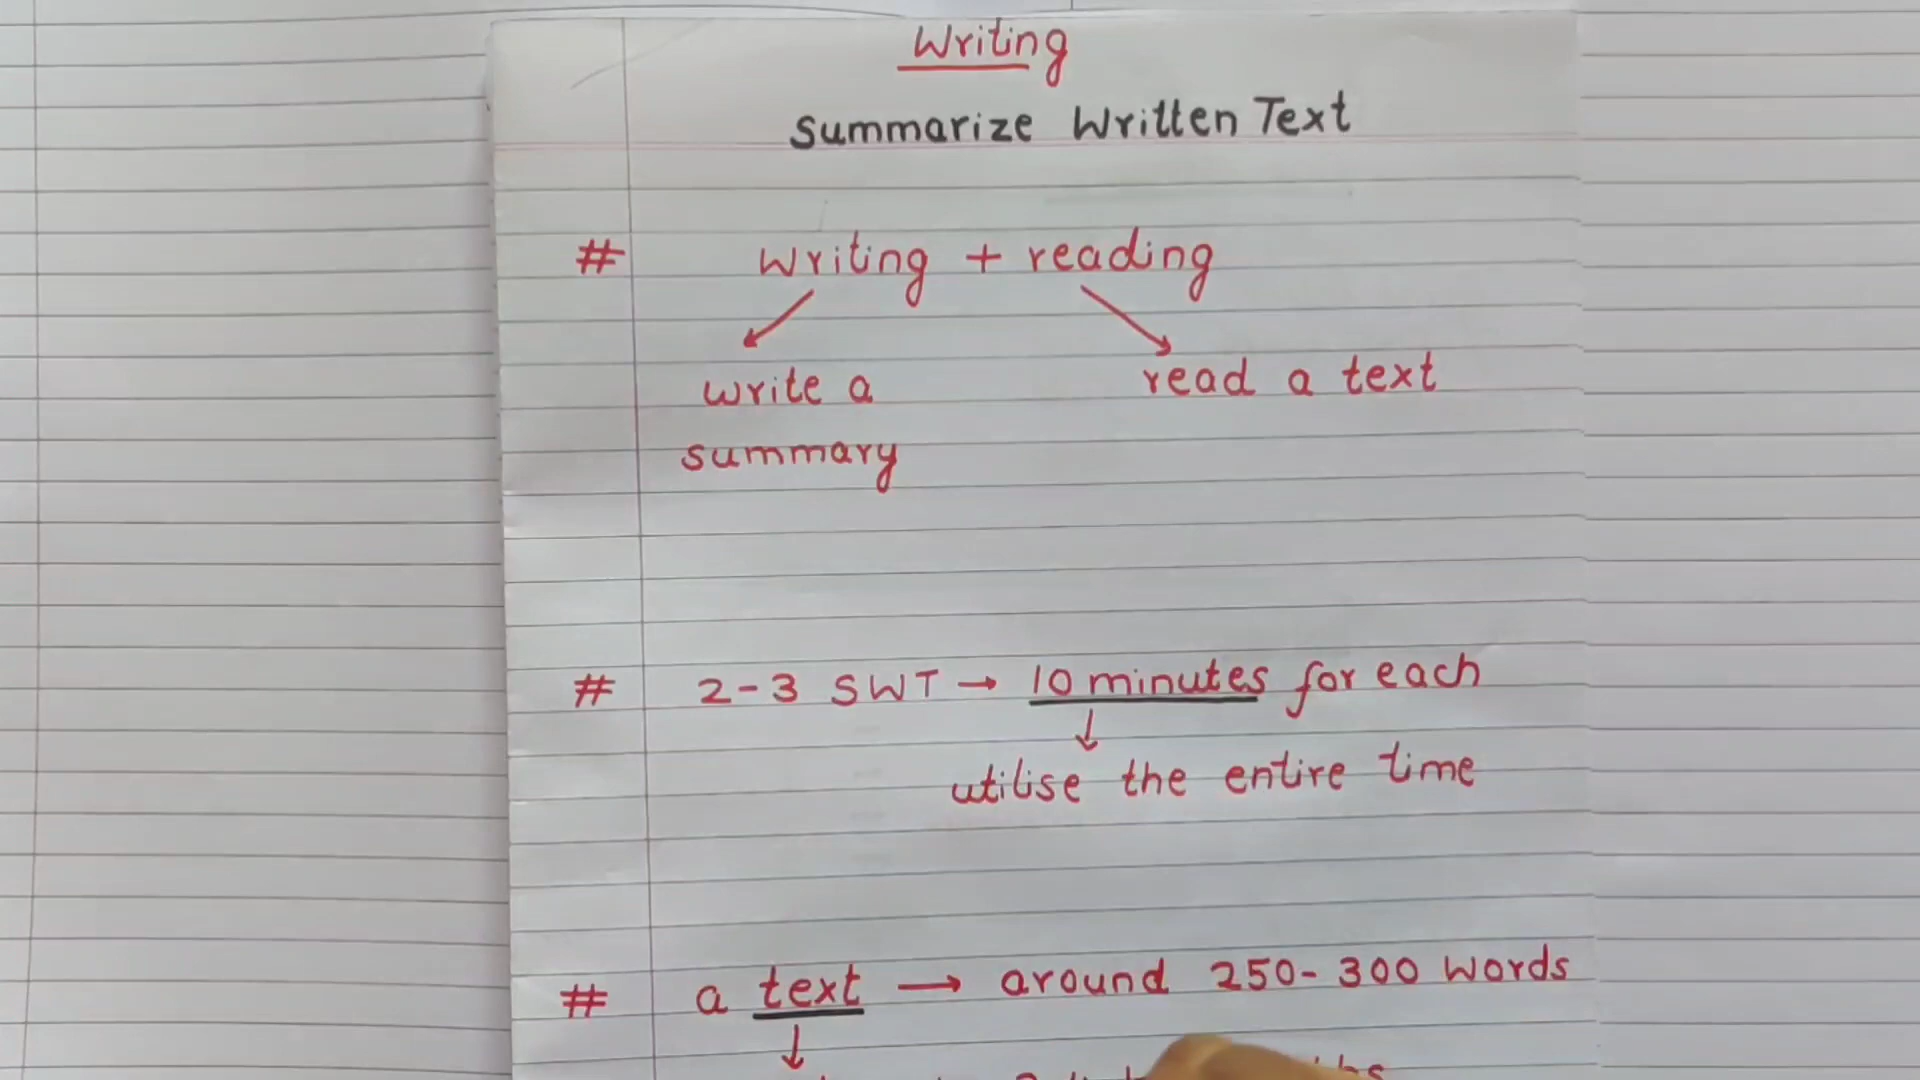 Writing
Summarize Written Text
# Writing + reading
write a summary
read a text
# 2-3 SWT → 10 minutes for each
↓
utilise the entire time
# a text → around 250-300 words
↓